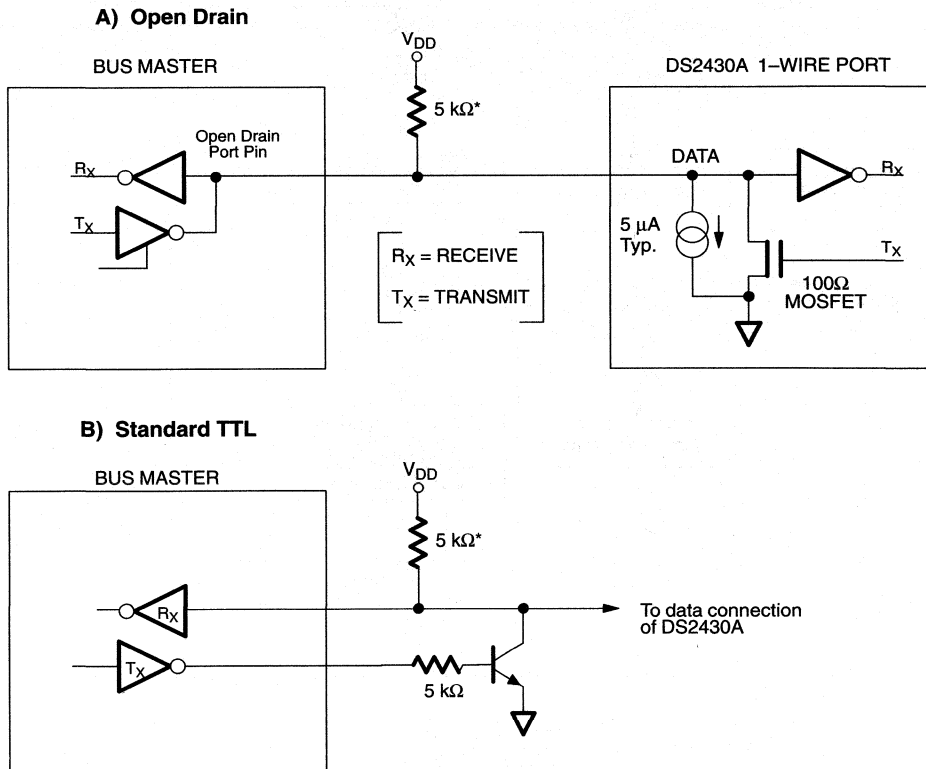 A) Open Drain
BUS MASTER
VDD
DS2430A 1–WIRE PORT
5 kΩ*
Open Drain
Port Pin
RX
TX
DATA
RX
5 μA
Typ.
TX
100Ω
MOSFET
RX = RECEIVE
TX = TRANSMIT
B) Standard TTL
BUS MASTER
VDD
5 kΩ*
RX
To data connection
of DS2430A
TX
5 kΩ